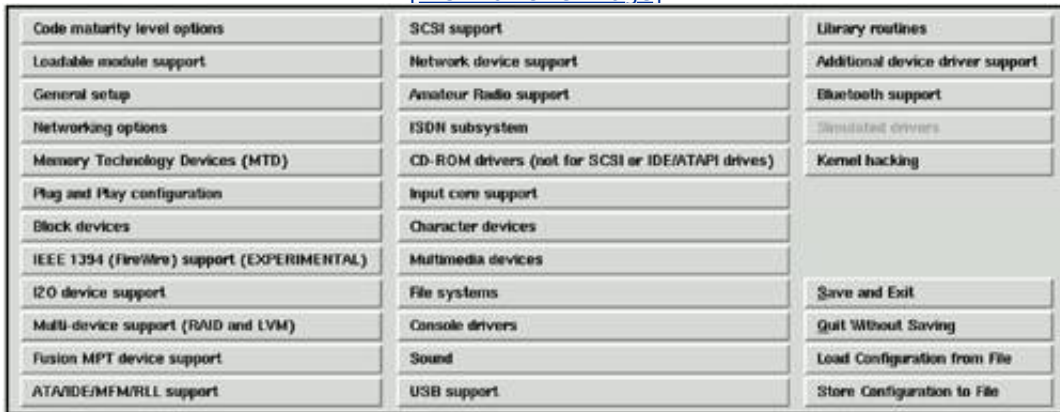 Code maturity level options
Loadable module support
General setup
Networking options
Memory Technology Devices (MTD)
Plug and Play configuration
Block devices
IEEE 1394 (FireWire) support (EXPERIMENTAL)
I2O device support
Multi-device support (RAID and LVM)
Fusion MPT device support
ATA/IDE/MFM/RLL support
SCSI support
Network device support
Amateur Radio support
ISDN subsystem
CD-ROM drivers (not for SCSI or IDE/ATAPI drives)
Input core support
Character devices
Multimedia devices
File systems
Console drivers
Sound
USB support
Library routines
Additional device driver support
Bluetooth support
Simulated drivers
Kernel hacking
Save and Exit
Quit Without Saving
Load Configuration from File
Store Configuration to File